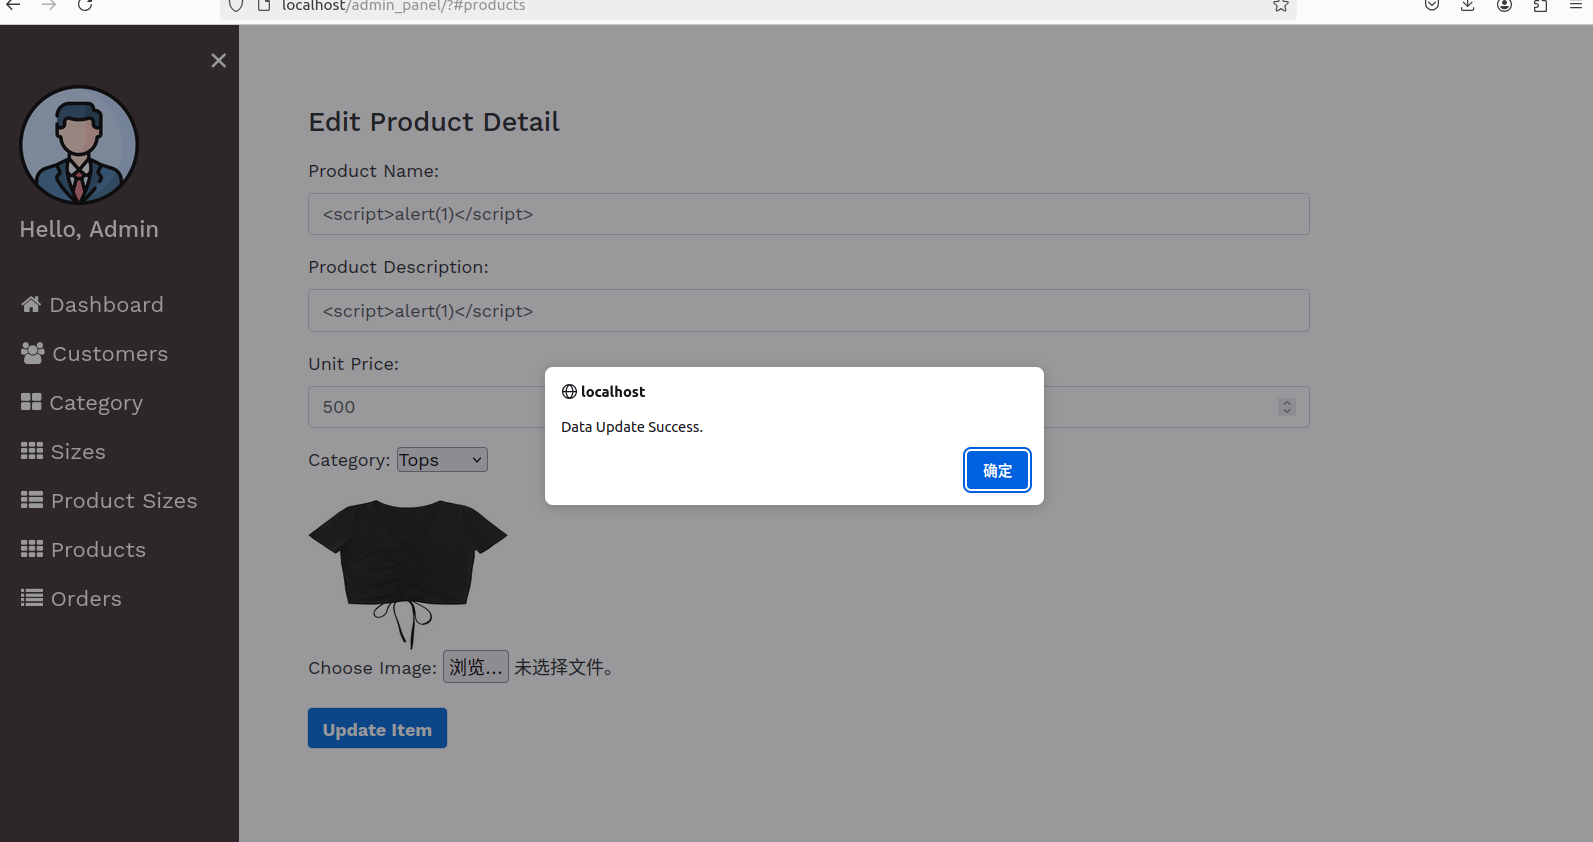 localhost/admin_panel/?#products
Hello, Admin
Dashboard
Customers
Category
Sizes
Product Sizes
Products
Orders
Edit Product Detail
Product Name:
<script>alert(1)</script>
Product Description:
<script>alert(1)</script>
Unit Price:
500
localhost
Data Update Success.
确定
Category: Tops
Choose Image: 浏览... 未选择文件。
Update Item